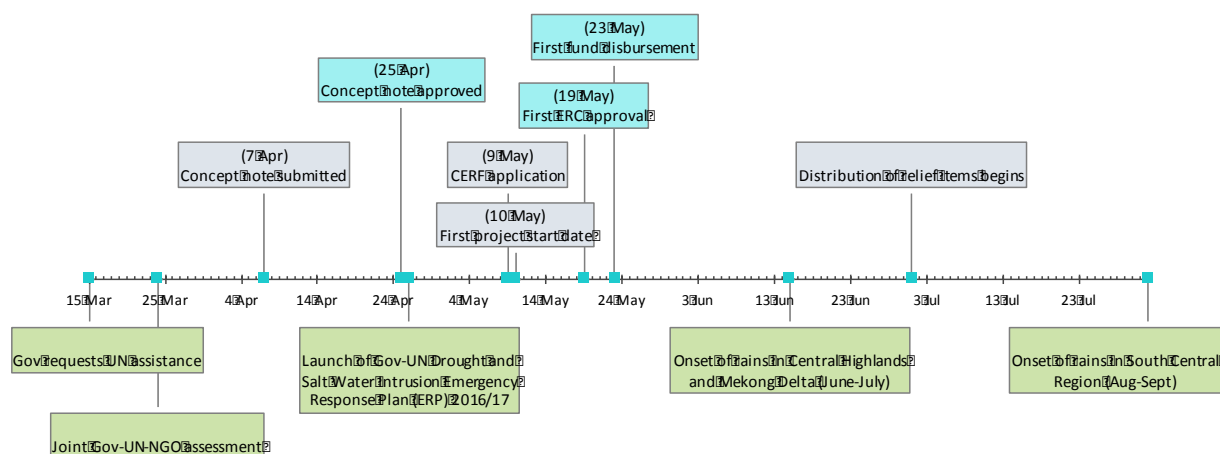 (23 May)
First fund disbursement
(25 Apr)
Concept note approved
(19 May)
First ERC approval
(7 Apr)
Concept note submitted
(9 May)
CERF application
Distribution of relief items begins
(10 May)
First project start date
15 Mar
25 Mar
4 Apr
14 Apr
24 Apr
4 May
14 May
24 May
3 Jun
13 Jun
23 Jun
3 Jul
13 Jul
23 Jul
Gov requests UN assistance
Launch of Gov-UN Drought and
Salt Water Intrusion Emergency
Response Plan (ERP) 2016/17
Onset of rains in Central Highlands
and Mekong Delta (June-July)
Onset of rains in South Central
Region (Aug-Sept)
Joint Gov-UN-NGO assessment